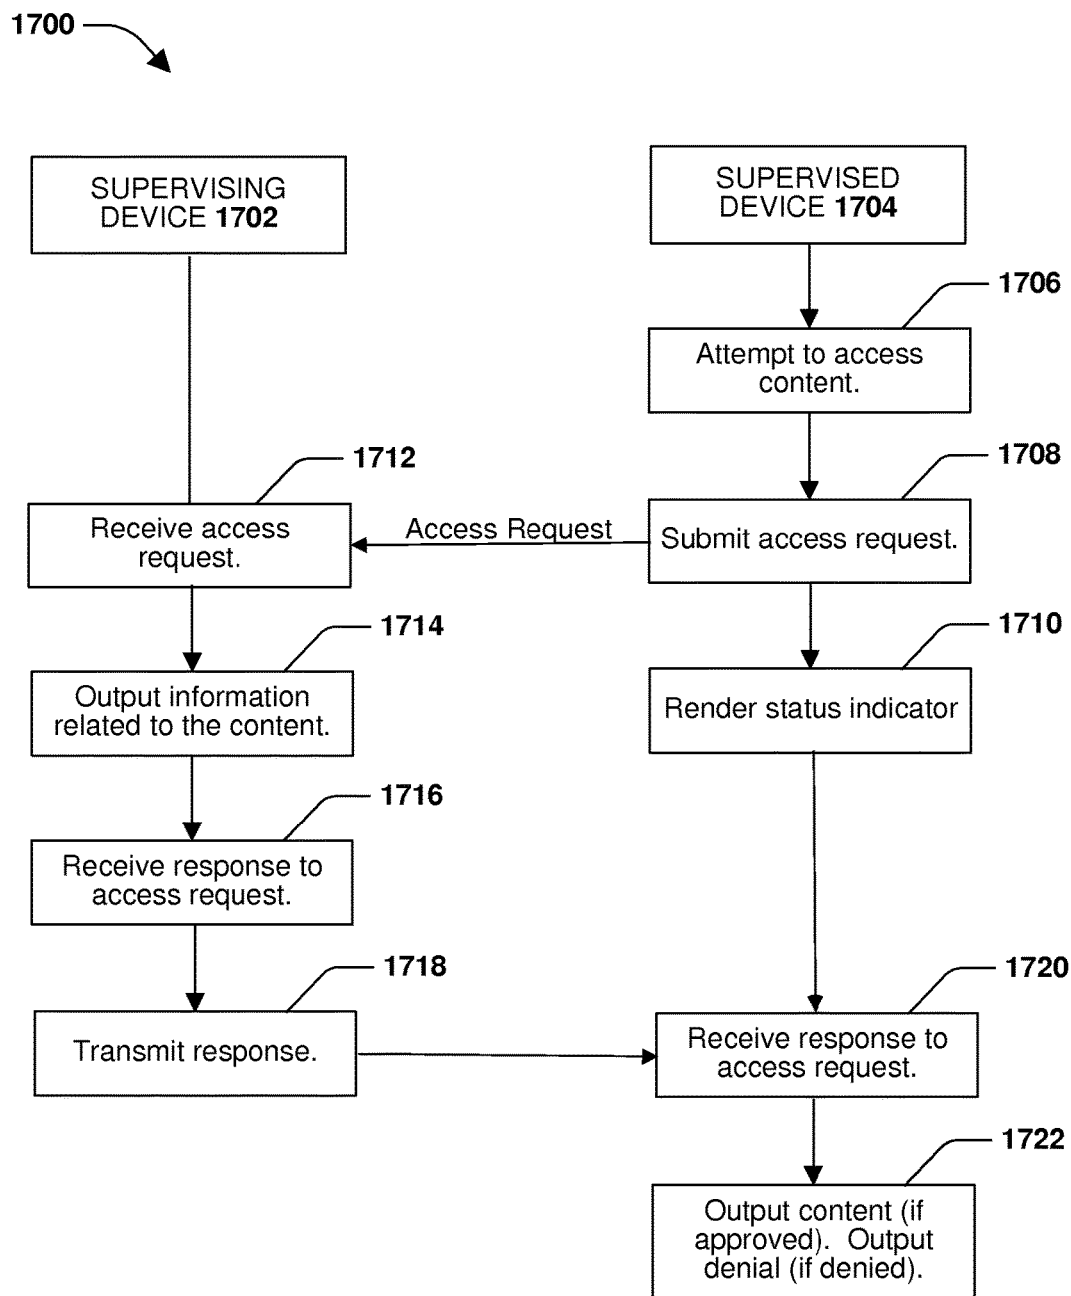 1700
SUPERVISING
DEVICE 1702
SUPERVISED
DEVICE 1704
1706
Attempt to access
content.
1708
Submit access request.
Access Request
1712
Receive access
request.
1714
Output information
related to the content.
1710
Render status indicator
1716
Receive response to
access request.
1718
Transmit response.
1720
Receive response to
access request.
1722
Output content (if
approved). Output
denial (if denied).